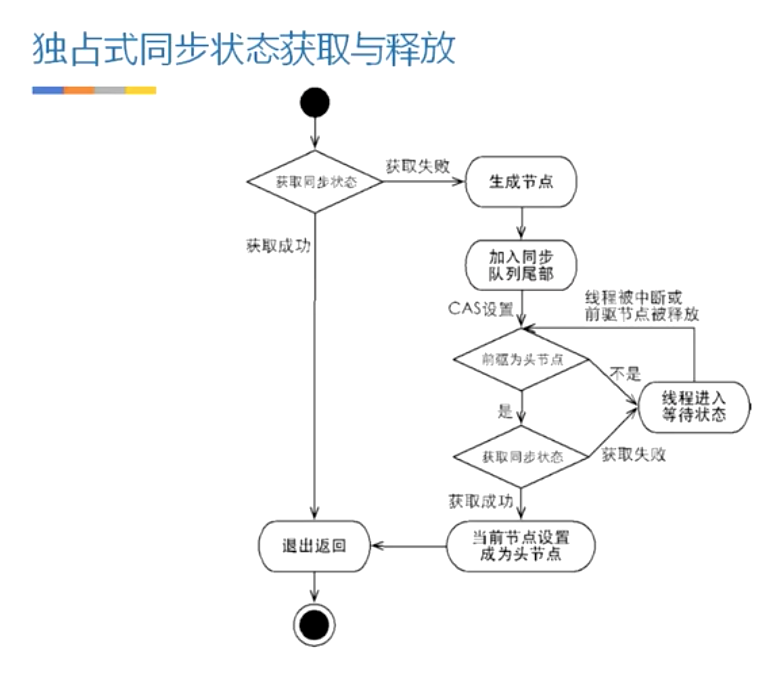 独占式同步状态获取与释放
获取同步状态
获取失败
生成节点
获取成功
加入同步
队列尾部
CAS设置
线程被中断或
前驱节点被释放
前驱为头节点
不是
线程进入
等待状态
是
获取同步状态
获取失败
获取成功
当前节点设置
成为头节点
退出返回